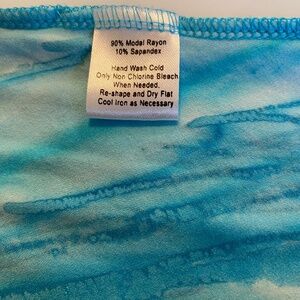 90% Modal Rayon
10% Sapandex
Hand Wash Cold
Only Non Chlorine Bleach
When Needed,
Re-shape and Dry Flat
Cool Iron as Necessary